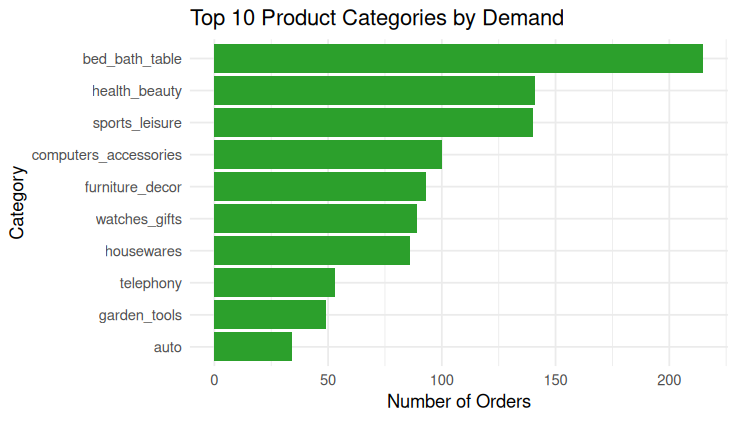 Top 10 Product Categories by Demand
Category
bed_bath_table
health_beauty
sports_leisure
computers_accessories
furniture_decor
watches_gifts
housewares
telephony
garden_tools
auto
0 50 100 150 200
Number of Orders